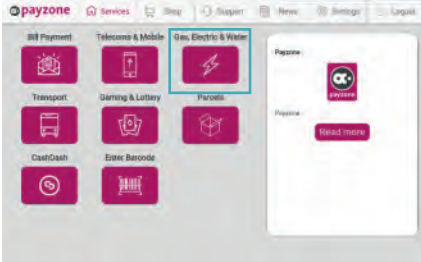 payzone Services Shop Support News Settings Logout
Bill Payment Telecoms & Mobile Gas, Electric & Water
Payzone
payzone
Transport Gaming & Lottery Parcels
Payzone
Read more
CashDash Enter Barcode